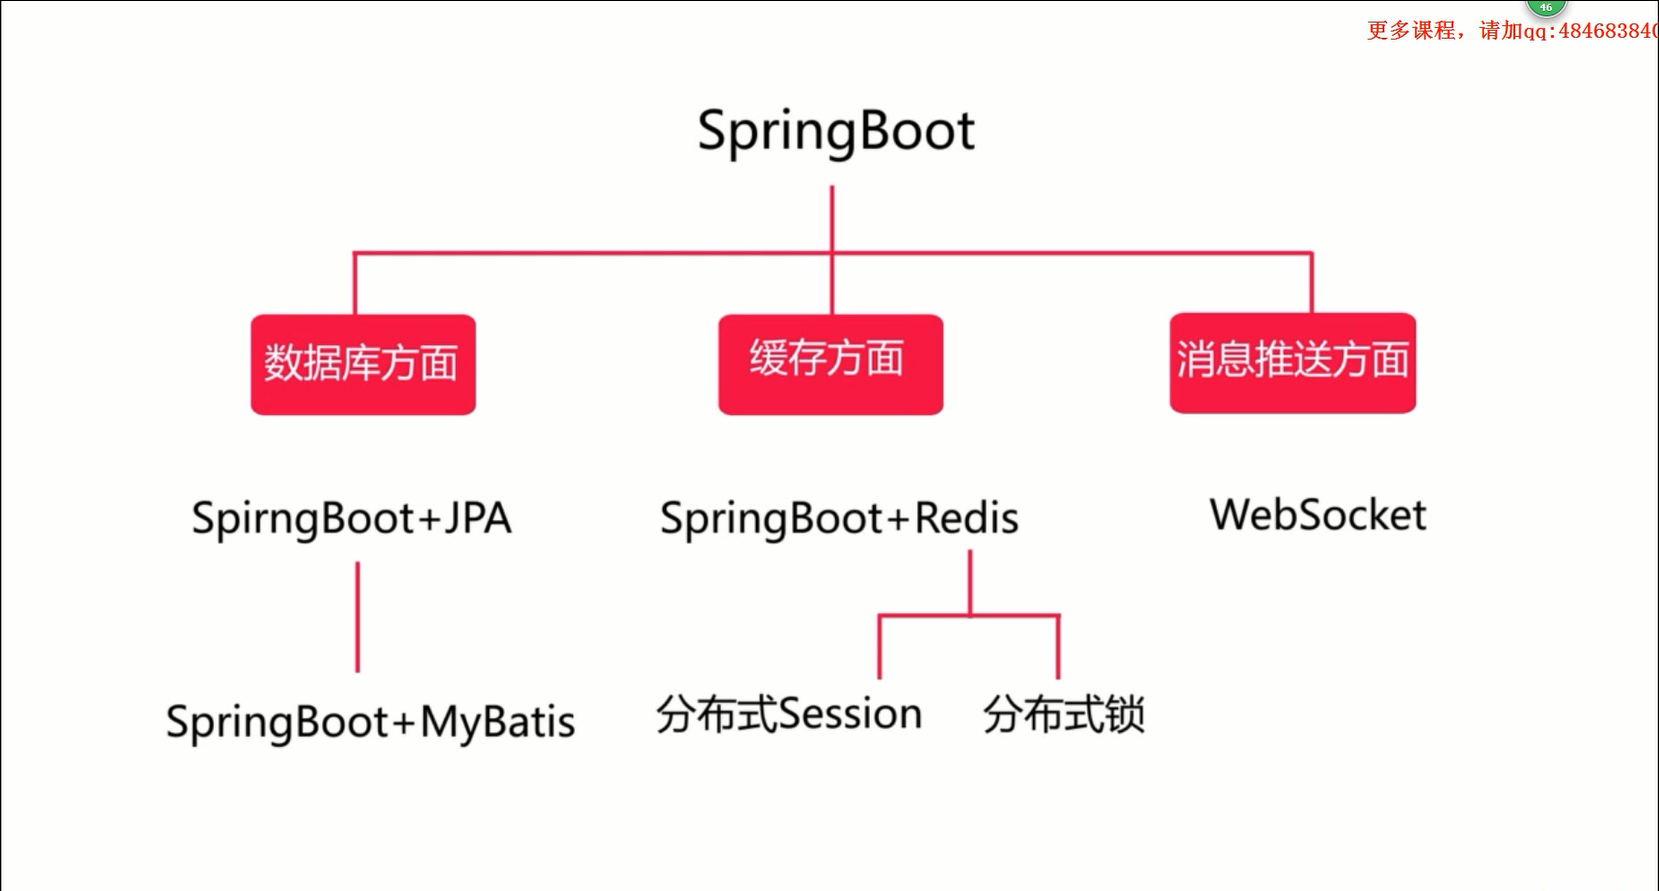 46
更多课程，请加qq:484683840
SpringBoot
数据库方面
缓存方面
消息推送方面
SpirngBoot+JPA
SpringBoot+Redis
WebSocket
SpringBoot+MyBatis
分布式Session
分布式锁